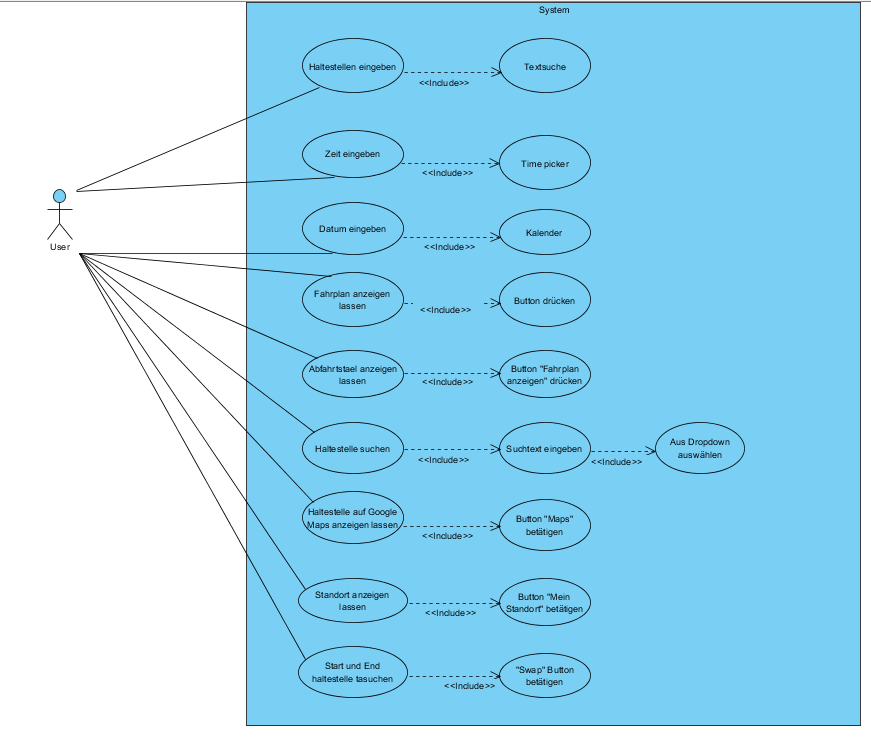 System
Haltestellen eingeben
<<Include>>
Textsuche
Zeit eingeben
<<Include>>
Time picker
User
Datum eingeben
<<Include>>
Kalender
Fahrplan anzeigen
lassen
<<Include>>
Button drücken
Abfahrtstael anzeigen
lassen
<<Include>>
Button "Fahrplan
anzeigen" drücken
Haltestelle suchen
<<Include>>
Suchtext eingeben
<<Include>>
Aus Dropdown
auswählen
Haltestelle auf Google
Maps anzeigen lassen
<<Include>>
Button "Maps"
betätigen
Standort anzeigen
lassen
<<Include>>
Button "Mein
Standort" betätigen
Start und End
haltestelle tasuchen
<<Include>>
"Swap" Button
betätigen